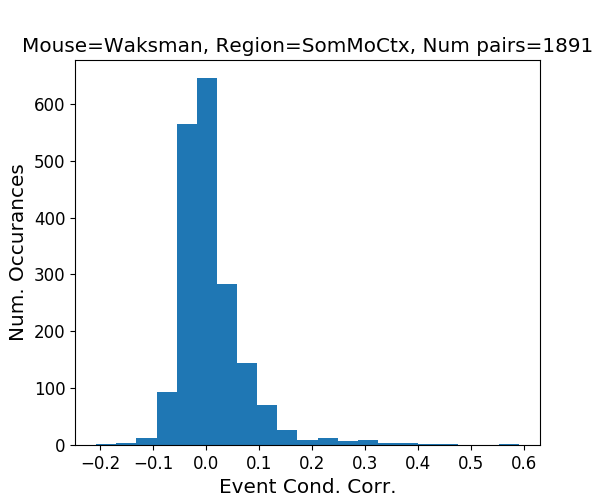 Mouse=Waksman, Region=SomMoCtx, Num pairs=1891
Num. Occurances
600
500
400
300
200
100
0
−0.2 −0.1 0.0 0.1 0.2 0.3 0.4 0.5 0.6
Event Cond. Corr.